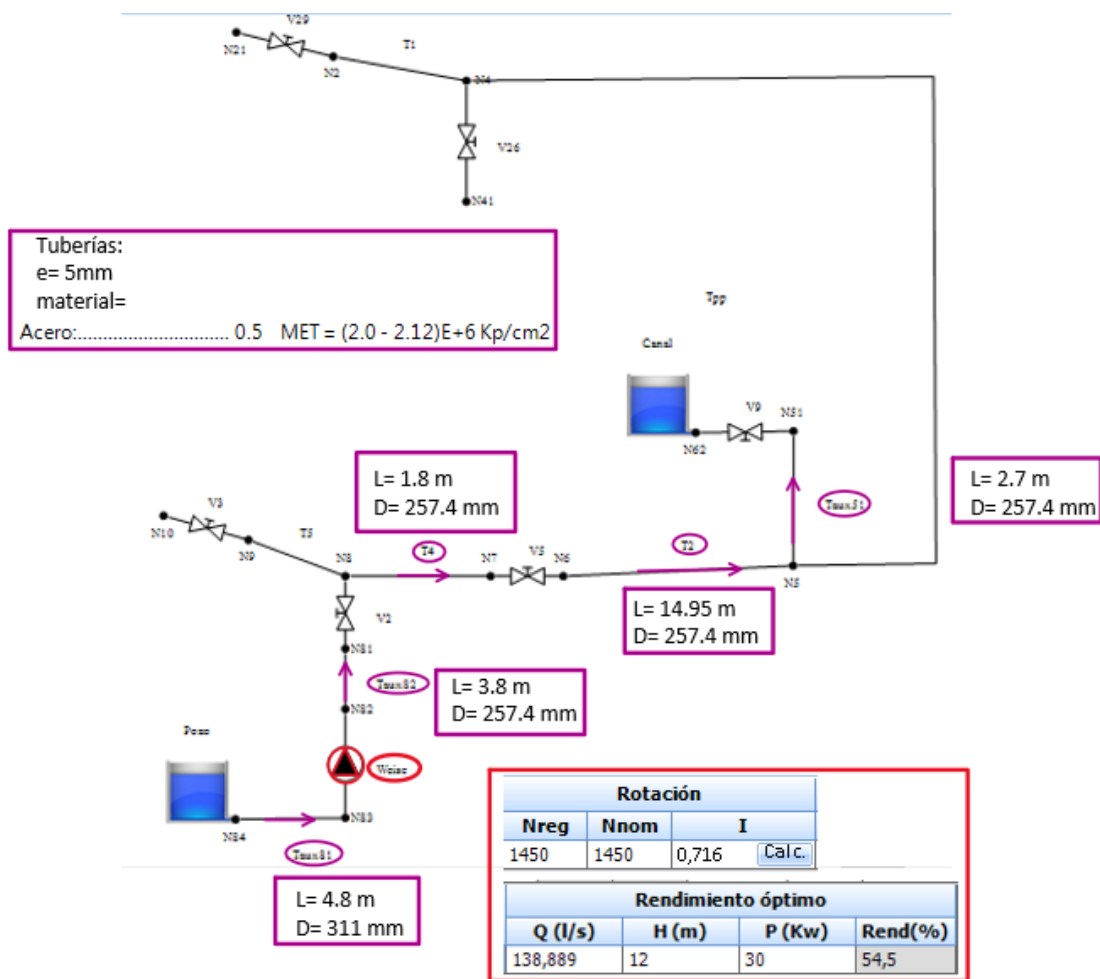 V29
T1
N21
N2
N4
V26
N41
Tuberías:
e= 5mm
material=
Acero:.............................. 0.5 MET = (2.0 - 2.12)E+6 Kp/cm2
Tpp
Canal
V9
N51
N62
L= 1.8 m
D= 257.4 mm
L= 2.7 m
D= 257.4 mm
Taux51
V3
N10
T5
N9
N8
T4
N7
V5
N6
T2
N5
V2
L= 14.95 m
D= 257.4 mm
N81
Taux82
L= 3.8 m
D= 257.4 mm
N82
Pozo
Weise
N84
N83
Taux81
L= 4.8 m
D= 311 mm
Rotación
Nreg Nnom I
1450 1450 0,716 Calc.
Rendimiento óptimo
Q (l/s) H (m) P (Kw) Rend(%)
138,889 12 30 54,5